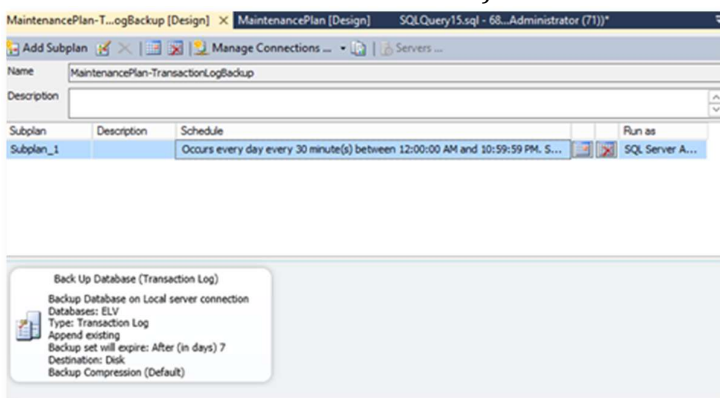 MaintenancePlan-T...ogBackup [Design] × MaintenancePlan [Design] SQLQuery15.sql - 68...Administrator (71))*
Add Subplan Manage Connections ... Servers ...
Name MaintenancePlan-TransactionLogBackup
Description
Subplan Description Schedule Run as
Subplan_1 Occurs every day every 30 minute(s) between 12:00:00 AM and 10:59:59 PM. S... SQL Server A...
Back Up Database (Transaction Log)
Backup Database on Local server connection
Databases: ELV
Type: Transaction Log
Append existing
Backup set will expire: After (in days) 7
Destination: Disk
Backup Compression (Default)